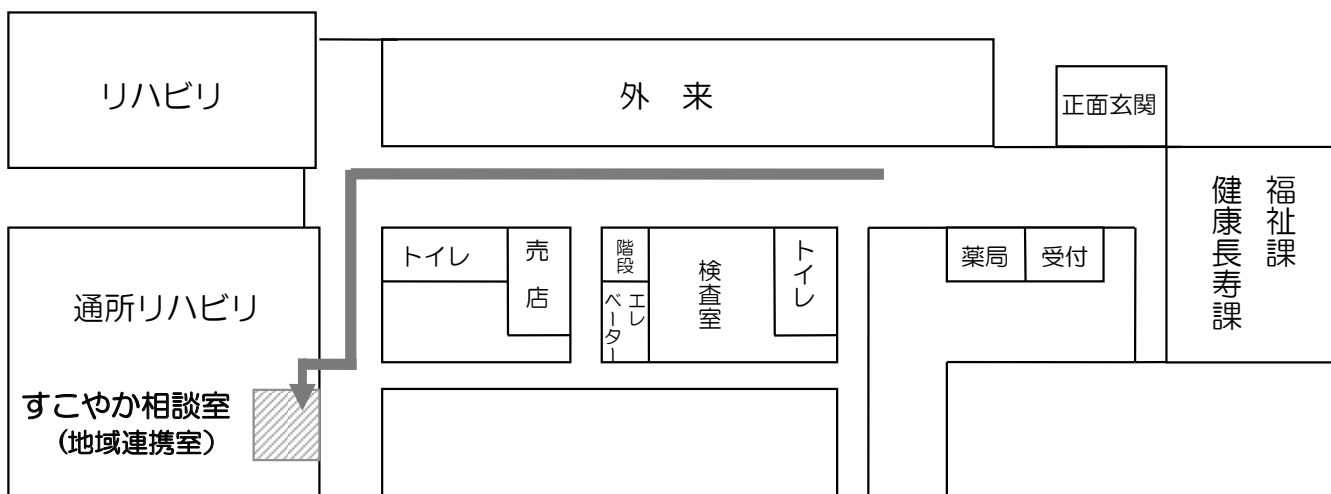 リハビリ
外 来
正面玄関
福祉課
健康長寿課
トイレ
売店
階段
エレベーター
検査室
トイレ
薬局
受付
通所リハビリ
すこやか相談室
(地域連携室)